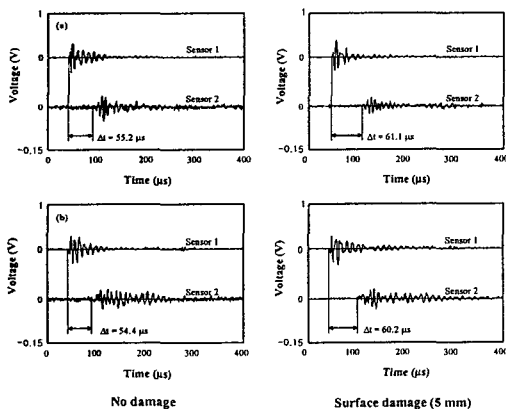 (a)
Voltage (V)
1
0
0
−0.15
Sensor 1
Sensor 2
Δt = 55.2 μs
0 100 200 300 400
Time (μs)
Voltage (V)
1
0
0
−0.15
Sensor 1
Sensor 2
Δt = 61.1 μs
0 100 200 300 400
Time (μs)
(b)
Voltage (V)
1
0
0
−0.15
Sensor 1
Sensor 2
Δt = 54.4 μs
0 100 200 300 400
Time (μs)
Voltage (V)
1
0
0
−0.15
Sensor 1
Sensor 2
Δt = 60.2 μs
0 100 200 300 400
Time (μs)
No damage
Surface damage (5 mm)